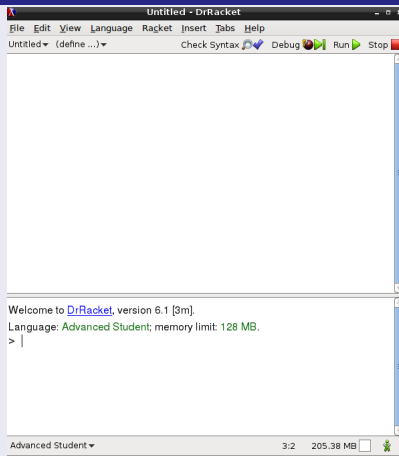 Untitled - DrRacket
File Edit View Language Racket Insert Tabs Help
Untitled (define ...) Check Syntax Debug Run Stop
Welcome to DrRacket, version 6.1 [3m].
Language: Advanced Student; memory limit: 128 MB.
>
Advanced Student 3:2 205.38 MB